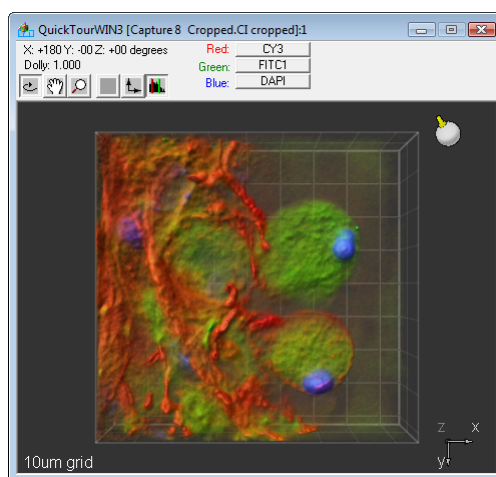 QuickTourWIN3 [Capture 8 Cropped.CI cropped]:1
X: +180 Y: -00 Z: +00 degrees
Dolly: 1.000
Red: CY3
Green: FITC1
Blue: DAPI
z x
y
10um grid